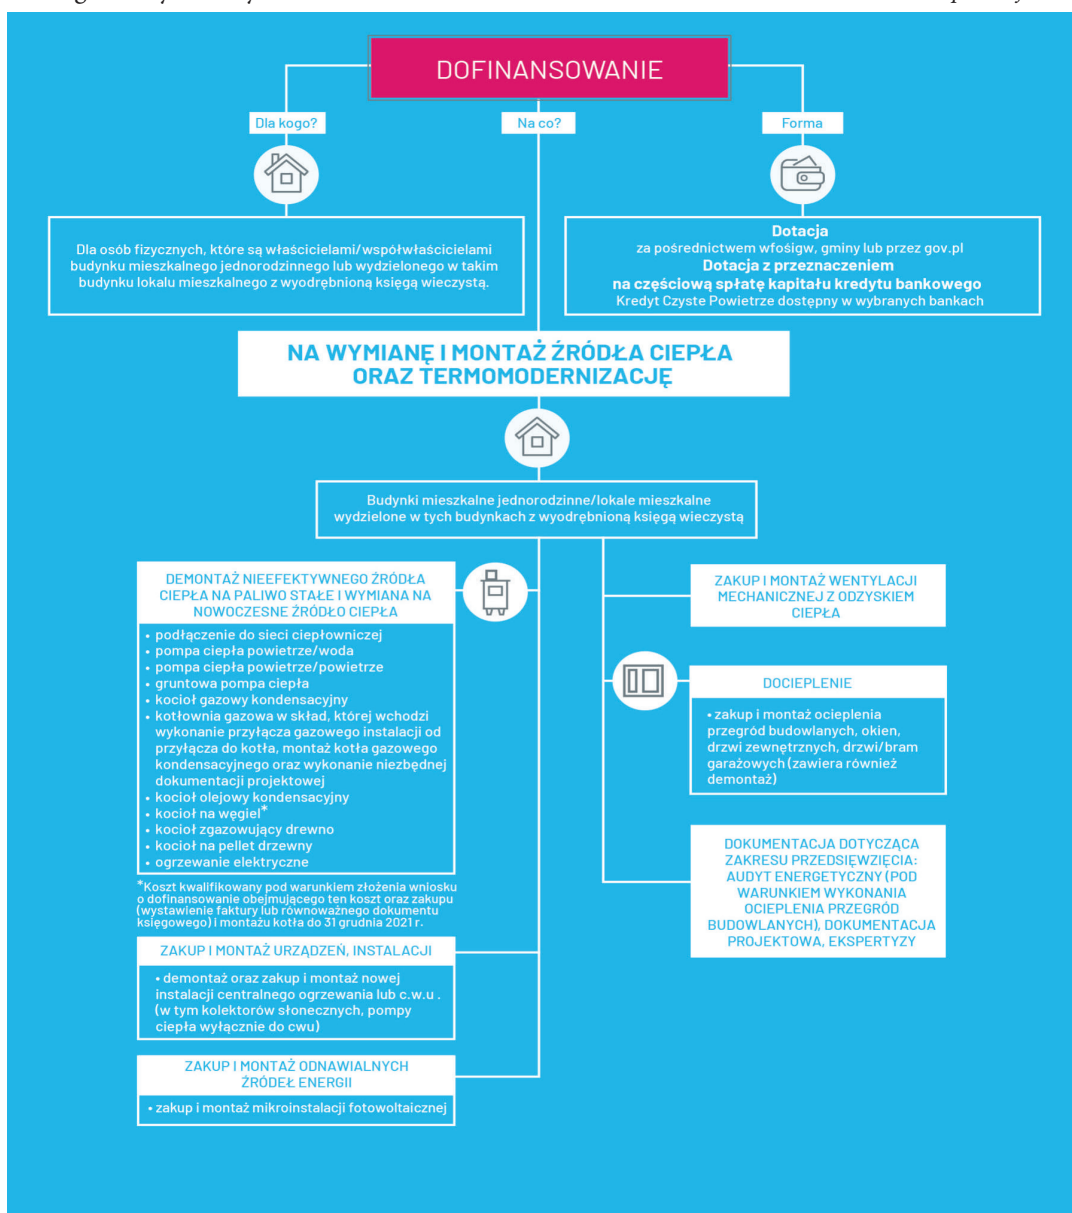 DOFINANSOWANIE
Dla kogo?
Na co?
Forma
Dla osób fizycznych, które są właścicielami/współwłaścicielami
budynku mieszkalnego jednorodzinnego lub wydzielonego w takim
budynku lokalu mieszkalnego z wyodrębnioną księgą wieczystą.
Dotacja
za pośrednictwem wfośigw, gminy lub przez gov.pl
Dotacja z przeznaczeniem
na częściową spłatę kapitału kredytu bankowego
Kredyt Czyste Powietrze dostępny w wybranych bankach
NA WYMIANĘ I MONTAŻ ŹRÓDŁA CIEPŁA
ORAZ TERMOMODERNIZACJĘ
Budynki mieszkalne jednorodzinne/lokale mieszkalne
wydzielone w tych budynkach z wyodrębnioną księgą wieczystą
DEMONTAŻ NIEEFEKTYWNEGO ŹRÓDŁA
CIEPŁA NA PALIWO STAŁE I WYMIANA NA
NOWOCZESNE ŹRÓDŁO CIEPŁA
• podłączenie do sieci ciepłowniczej
• pompa ciepła powietrze/woda
• pompa ciepła powietrze/powietrze
• gruntowa pompa ciepła
• kocioł gazowy kondensacyjny
• kotłownia gazowa w skład, której wchodzi
wykonanie przyłącza gazowego instalacji od
przyłącza do kotła, montaż kotła gazowego
kondensacyjnego oraz wykonanie niezbędnej
dokumentacji projektowej
• kocioł olejowy kondensacyjny
• kocioł na węgiel*
• kocioł zgazowujący drewno
• kocioł na pellet drzewny
• ogrzewanie elektryczne
*Koszt kwalifikowany pod warunkiem złożenia wniosku
o dofinansowanie obejmującego ten koszt oraz zakupu
(wystawienie faktury lub równoważnego dokumentu
księgowego) i montażu kotła do 31 grudnia 2021 r.
ZAKUP I MONTAŻ URZĄDZEŃ, INSTALACJI
• demontaż oraz zakup i montaż nowej
instalacji centralnego ogrzewania lub c.w.u .
(w tym kolektorów słonecznych, pompy
ciepła wyłącznie do cwu)
ZAKUP I MONTAŻ ODNAWIALNYCH
ŹRÓDEŁ ENERGII
• zakup i montaż mikroinstalacji fotowoltaicznej
ZAKUP I MONTAŻ WENTYLACJI
MECHANICZNEJ Z ODZYSKIEM
CIEPŁA
DOCIEPLENIE
• zakup i montaż ocieplenia
przegród budowlanych, okien,
drzwi zewnętrznych, drzwi/bram
garażowych (zawiera również
demontaż)
DOKUMENTACJA DOTYCZĄCA
ZAKRESU PRZEDSIĘWZIĘCIA:
AUDYT ENERGETYCZNY (POD
WARUNKIEM WYKONANIA
OCIEPLENIA PRZEGRÓD
BUDOWLANYCH), DOKUMENTACJA
PROJEKTOWA, EKSPERTYZY